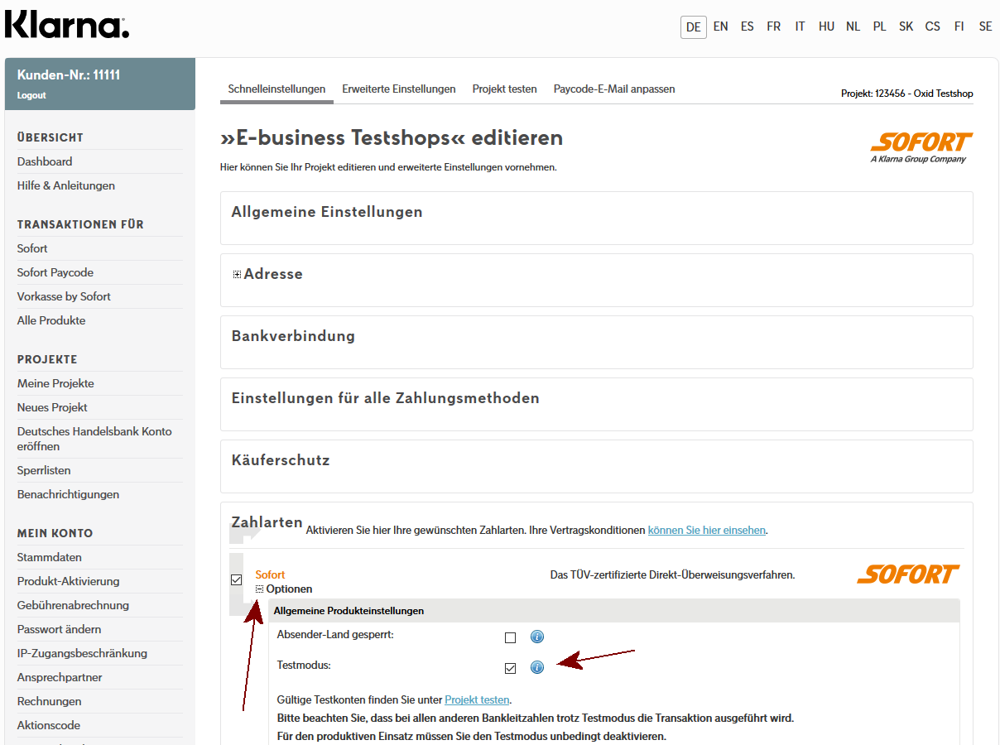 Klarna.
DE EN ES FR IT HU NL PL SK CS FI SE
Kunden-Nr.: 11111
Logout
ÜBERSICHT
Dashboard
Hilfe & Anleitungen
TRANSAKTIONEN FÜR
Sofort
Sofort Paycode
Vorkasse by Sofort
Alle Produkte
PROJEKTE
Meine Projekte
Neues Projekt
Deutsches Handelsbank Konto
eröffnen
Sperrlisten
Benachrichtigungen
MEIN KONTO
Stammdaten
Produkt-Aktivierung
Gebührenabrechnung
Passwort ändern
IP-Zugangsbeschränkung
Ansprechpartner
Rechnungen
Aktionscode
Schnelleinstellungen Erweiterte Einstellungen Projekt testen Paycode-E-Mail anpassen
Projekt: 123456 - Oxid Testshop
»E-business Testshops« editieren
SOFORT
A Klarna Group Company
Hier können Sie Ihr Projekt editieren und erweiterte Einstellungen vornehmen.
Allgemeine Einstellungen
Adresse
Bankverbindung
Einstellungen für alle Zahlungsmethoden
Käuferschutz
Zahlarten Aktivieren Sie hier Ihre gewünschten Zahlarten. Ihre Vertragskonditionen können Sie hier einsehen.
Sofort Das TÜV-zertifizierte Direkt-Überweisungsverfahren. SOFORT
Optionen
Allgemeine Produkteinstellungen
Absender-Land gesperrt:
Testmodus:
Gültige Testkonten finden Sie unter Projekt testen.
Bitte beachten Sie, dass bei allen anderen Bankleitzahlen trotz Testmodus die Transaktion ausgeführt wird.
Für den produktiven Einsatz müssen Sie den Testmodus unbedingt deaktivieren.